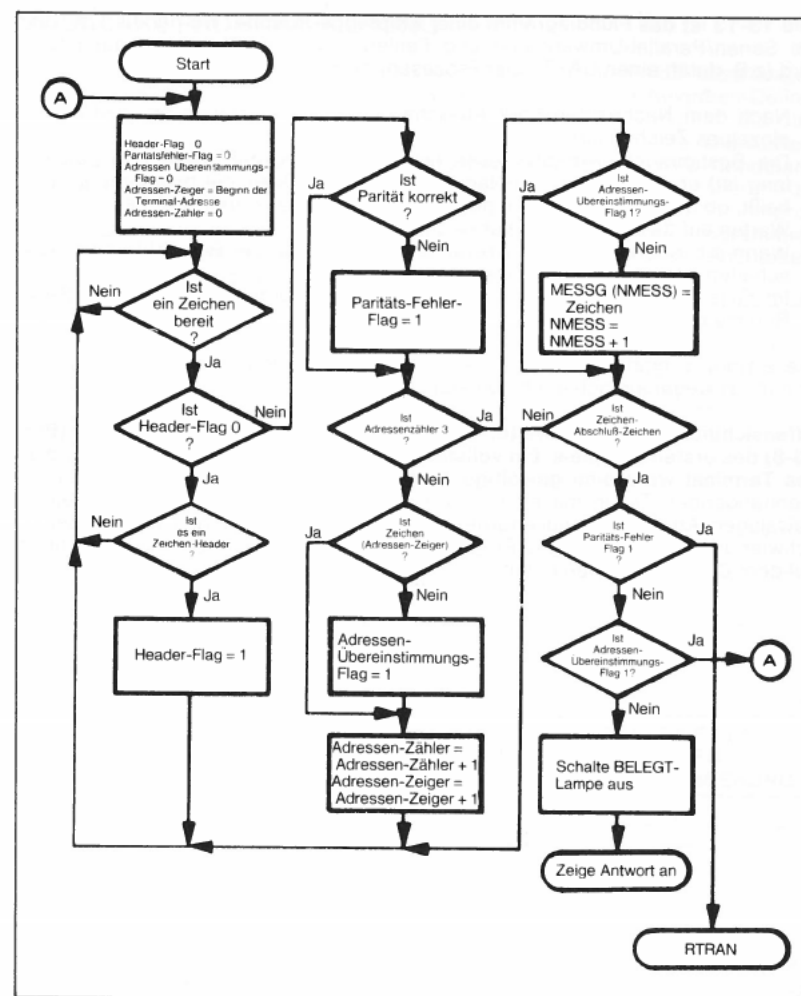 Start
A
Header-Flag 0
Paritätsfehler-Flag = 0
Adressen Übereinstimmungs-
Flag = 0
Adressen-Zeiger = Beginn der
Terminal-Adresse
Adressen-Zähler = 0
Ist
ein Zeichen
bereit
?
Nein
Ja
Ist
Header-Flag 0
?
Nein
Ja
Ist
es ein
Zeichen-Header
?
Nein
Ja
Header-Flag = 1
Ist
Parität korrekt
?
Ja
Nein
Paritäts-Fehler-
Flag = 1
Ist
Adressenzähler 3
?
Ja
Nein
Ist
Zeichen
(Adressen-Zeiger)
?
Ja
Nein
Adressen-
Übereinstimmungs-
Flag = 1
Adressen-Zähler =
Adressen-Zähler + 1
Adressen-Zeiger =
Adressen-Zeiger + 1
Ist
Adressen-
Übereinstimmungs-
Flag 1?
Ja
Nein
MESSG (NMESS) =
Zeichen
NMESS =
NMESS + 1
Ist
Zeichen-
Abschluß-Zeichen
?
Nein
Ja
Ist
Paritäts-Fehler
Flag 1
?
Ja
Nein
Ist
Adressen-
Übereinstimmungs-
Flag 1?
Ja
A
Nein
Schalte BELEGT-
Lampe aus
Zeige Antwort an
RTRAN